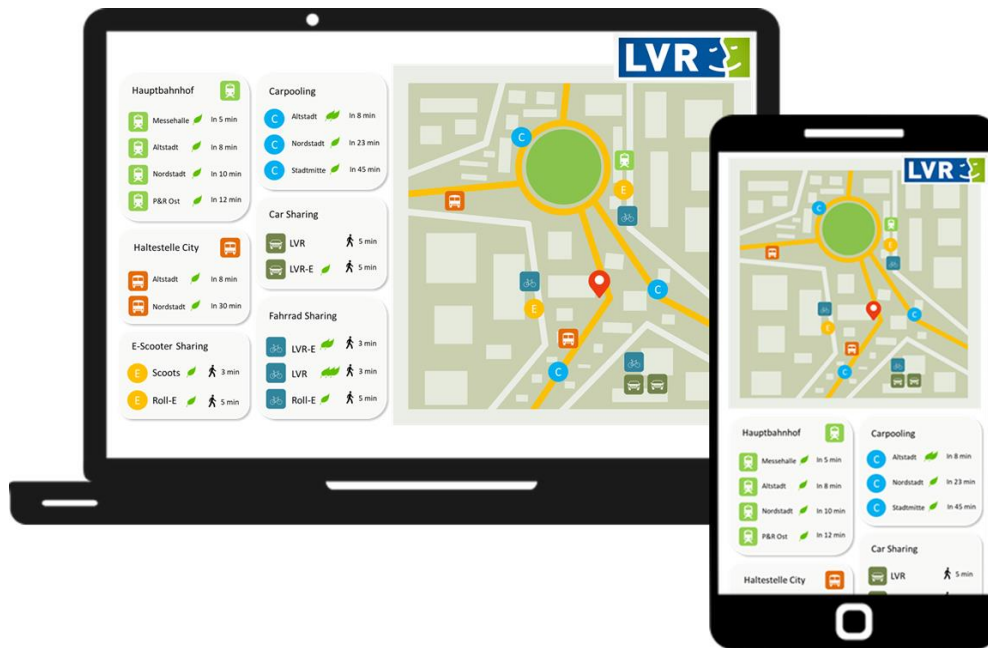 LVR
Hauptbahnhof
Messehalle In 5 min
Altstadt In 8 min
Nordstadt In 10 min
P&R Ost In 12 min
Haltestelle City
Altstadt In 8 min
Nordstadt In 30 min
E-Scooter Sharing
E Scoots 3 min
E Roll-E 5 min
Carpooling
C Altstadt In 8 min
C Nordstadt In 23 min
C Stadtmitte In 45 min
Car Sharing
LVR 5 min
LVR-E 5 min
Fahrrad Sharing
LVR-E 3 min
LVR 3 min
Roll-E 5 min
C
E
C
E
C
LVR
C
E
C
E
C
Hauptbahnhof
Messehalle In 5 min
Altstadt In 8 min
Nordstadt In 10 min
P&R Ost In 12 min
Haltestelle City
Carpooling
C Altstadt In 8 min
C Nordstadt In 23 min
C Stadtmitte In 45 min
Car Sharing
LVR 5 min